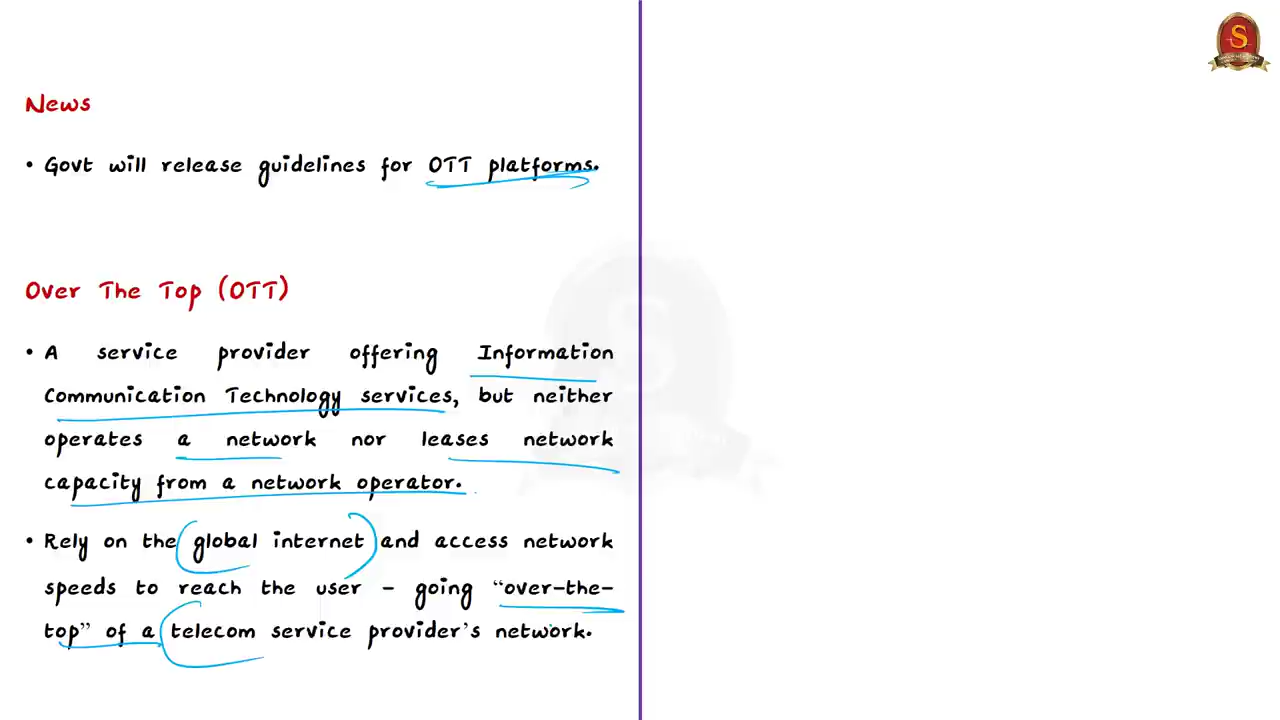 News
• Govt will release guidelines for OTT platforms.
Over The Top (OTT)
• A service provider offering Information
Communication Technology services, but neither
operates a network nor leases network
capacity from a network operator.
• Rely on the global internet and access network
speeds to reach the user - going “over-the-
top” of a telecom service provider's network.
S